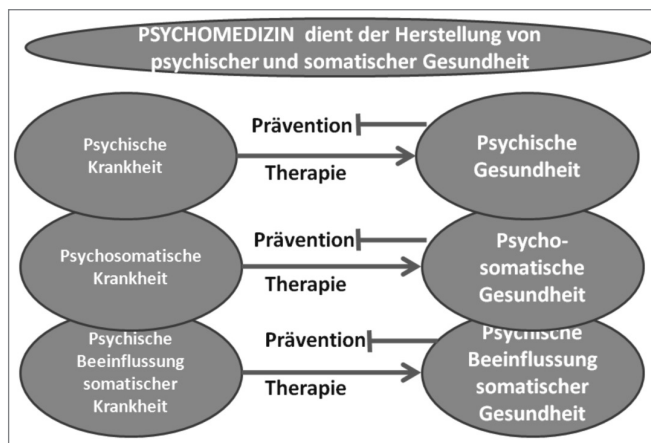 PSYCHOMEDIZIN dient der Herstellung von
psychischer und somatischer Gesundheit
Psychische
Krankheit
Prävention
Therapie
Psychische
Gesundheit
Psychosomatische
Krankheit
Prävention
Therapie
Psycho-
somatische
Gesundheit
Psychische
Beeinflussung
somatischer
Krankheit
Prävention
Therapie
Psychische
Beeinflussung
somatischer
Gesundheit